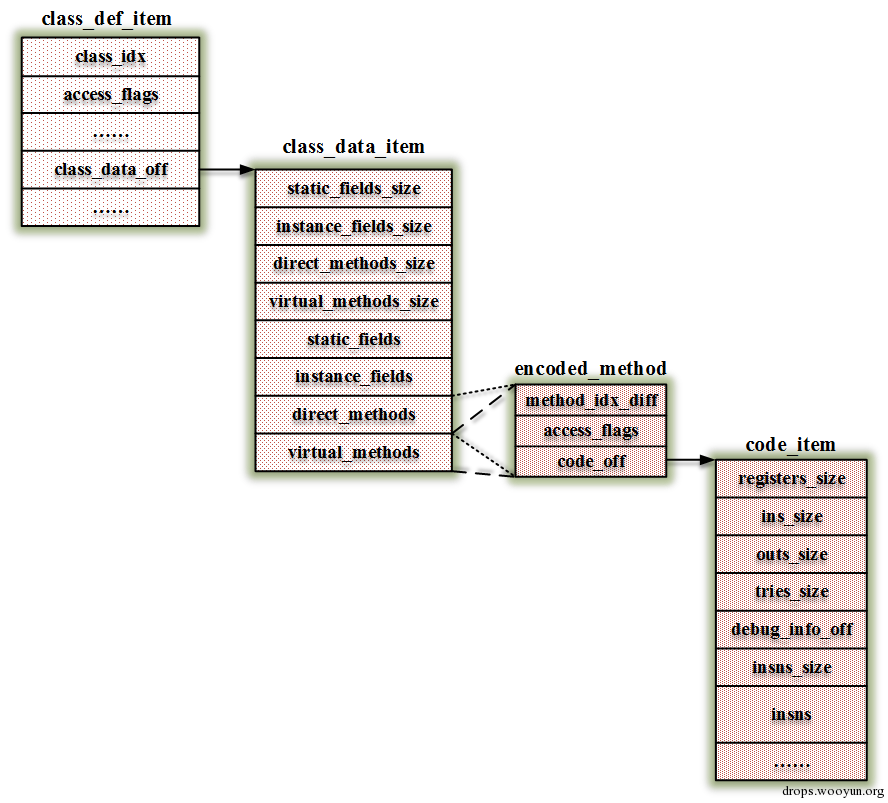 class_def_item
class_idx
access_flags
……
class_data_off
……
class_data_item
static_fields_size
instance_fields_size
direct_methods_size
virtual_methods_size
static_fields
instance_fields
direct_methods
virtual_methods
encoded_method
method_idx_diff
access_flags
code_off
code_item
registers_size
ins_size
outs_size
tries_size
debug_info_off
insns_size
insns
……
drops.wooyun.org